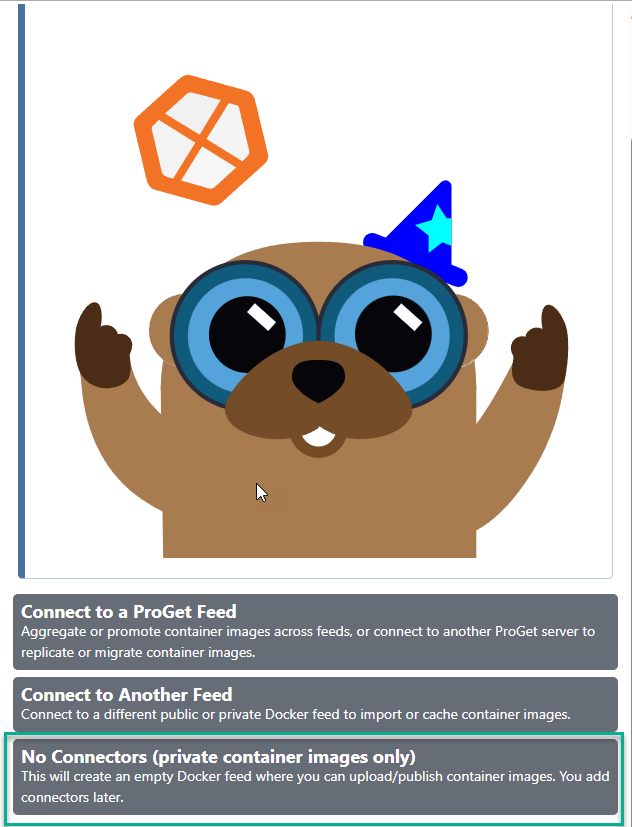 Connect to a ProGet Feed
Aggregate or promote container images across feeds, or connect to another ProGet server to
replicate or migrate container images.
Connect to Another Feed
Connect to a different public or private Docker feed to import or cache container images.
No Connectors (private container images only)
This will create an empty Docker feed where you can upload/publish container images. You add
connectors later.